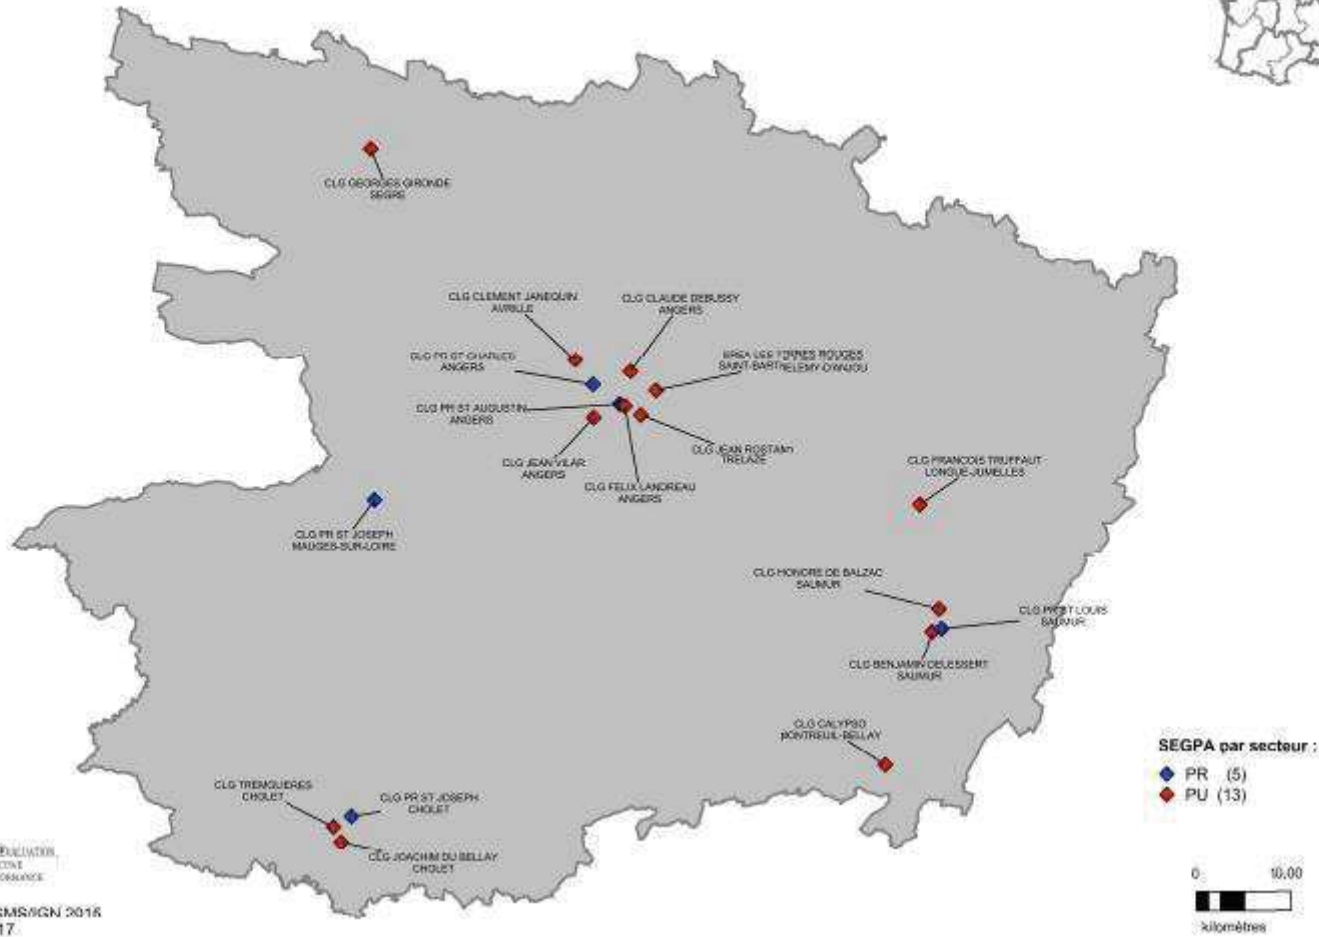 CLG GEORGES GIRONDE
SEGRE
CLG CLEMENT JANEQUIN
AVRILLE
CLG CLAUDE DEBUSSY
ANGERS
CLG PR ST CHARLES
ANGERS
EREA LES TERRES ROUGES
SAINT-BARTHELEMY-D'ANJOU
CLG PR ST AUGUSTIN
ANGERS
CLG JEAN ROSTAND
TRELAZE
CLG JEAN VILAR
ANGERS
CLG FELIX LANDREAU
ANGERS
CLG FRANCOIS TRUFFAUT
LONGUE-JUMELLES
CLG PR ST JOSEPH
MAUGES-SUR-LOIRE
CLG HONORE DE BALZAC
SAUMUR
CLG PR ST LOUIS
SAUMUR
CLG BENJAMIN DELESSERT
SAUMUR
CLG CALYPSO
MONTREUIL-BELLAY
SEGPA par secteur :
PR (5)
PU (13)
CLG TREMOLIERES
CHOLET
CLG PR ST JOSEPH
CHOLET
CLG JOACHIM DU BELLAY
CHOLET
0 10,00
kilomètres
SMS/IGN 2016
17